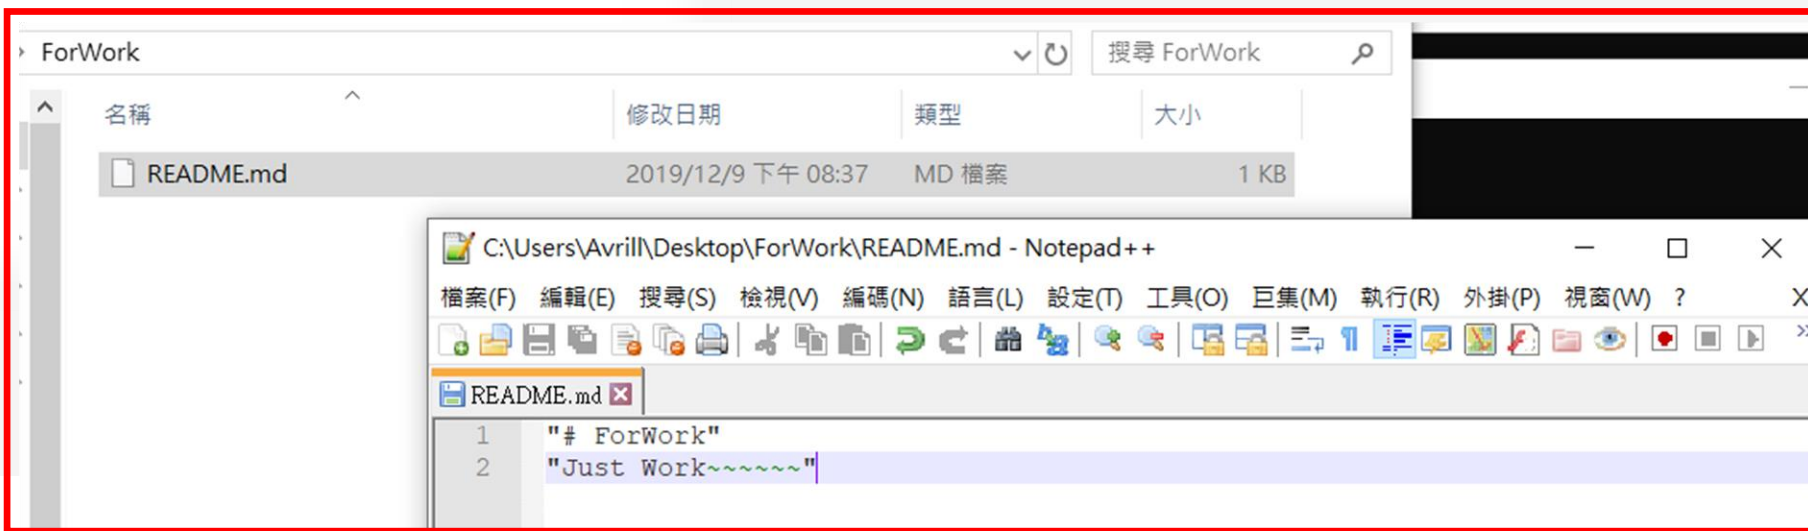 ForWork
搜尋 ForWork
名稱 修改日期 類型 大小
README.md 2019/12/9 下午 08:37 MD 檔案 1 KB
C:\Users\Avrill\Desktop\ForWork\README.md - Notepad++
檔案(F) 編輯(E) 搜尋(S) 檢視(V) 編碼(N) 語言(L) 設定(T) 工具(O) 巨集(M) 執行(R) 外掛(P) 視窗(W) ? X
README.md
1 "# ForWork"
2 "Just Work~~~~~~"